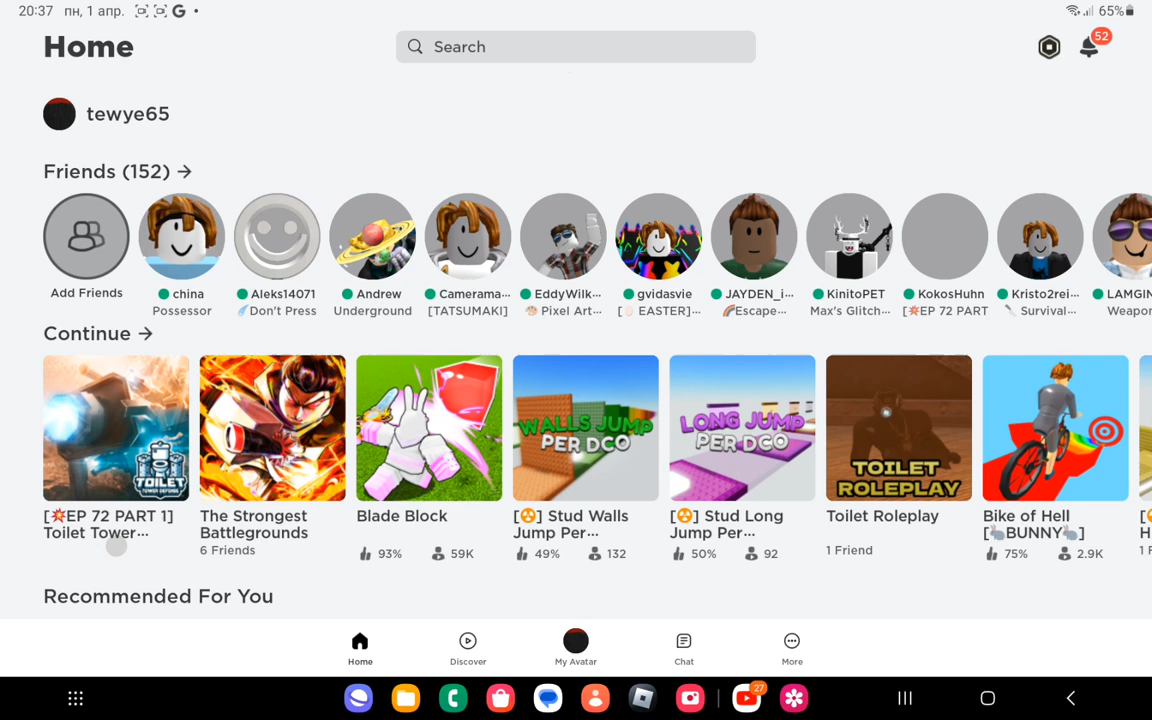 20:37 пн, 1 апр. G • 65%
Home
Search
52
tewye65
Friends (152) →
Add Friends
china
Possessor
Aleks14071
Don't Press
Andrew
Underground
Camerama...
[TATSUMAKI]
EddyWilk...
Pixel Art...
gvidasvie
[🥚 EASTER]...
JAYDEN_i...
🌈Escape...
KinitoPET
Max's Glitch...
KokosHuhn
[💥EP 72 PART
Kristo2rei...
🔪 Survival...
LAMGIN
Weapor
Continue →
TOILET
TOWER DEFENSE
WALLS JUMP
PER DCO
LONG JUMP
PER DCO
TOILET
ROLEPLAY
[💥EP 72 PART 1]
Toilet Tower...
The Strongest
Battlegrounds
6 Friends
Blade Block
93% 59K
[☢] Stud Walls
Jump Per...
49% 132
[☢] Stud Long
Jump Per...
50% 92
Toilet Roleplay
1 Friend
Bike of Hell
[🐇BUNNY🐇]
75% 2.9K
[☢
H
1 F
Recommended For You
Home
Discover
My Avatar
Chat
More
27